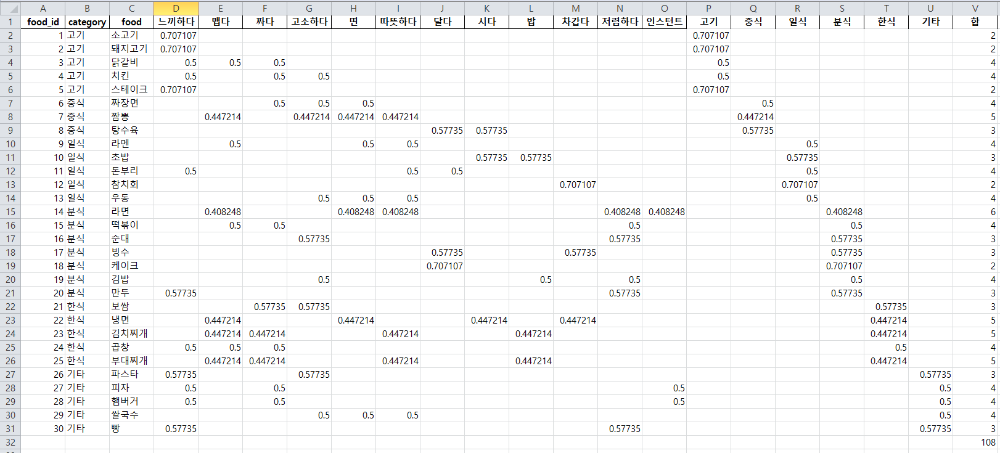 A B C D E F G H I J K L M N O P Q R S T U V
1 food_id category food 느끼하다 맵다 짜다 고소하다 면 따뜻하다 달다 시다 밥 차갑다 저렴하다 인스턴트 고기 중식 일식 분식 한식 기타 합
2 1 고기 소고기 0.707107 0.707107 2
3 2 고기 돼지고기 0.707107 0.707107 2
4 3 고기 닭갈비 0.5 0.5 0.5 0.5 4
5 4 고기 치킨 0.5 0.5 0.5 0.5 4
6 5 고기 스테이크 0.707107 0.707107 2
7 6 중식 짜장면 0.5 0.5 0.5 0.5 4
8 7 중식 짬뽕 0.447214 0.447214 0.447214 0.447214 0.447214 5
9 8 중식 탕수육 0.57735 0.57735 0.57735 3
10 9 일식 라멘 0.5 0.5 0.5 0.5 4
11 10 일식 초밥 0.57735 0.57735 0.57735 3
12 11 일식 돈부리 0.5 0.5 0.5 0.5 4
13 12 일식 참치회 0.707107 0.707107 2
14 13 일식 우동 0.5 0.5 0.5 0.5 4
15 14 분식 라면 0.408248 0.408248 0.408248 0.408248 0.408248 0.408248 6
16 15 분식 떡볶이 0.5 0.5 0.5 0.5 4
17 16 분식 순대 0.57735 0.57735 0.57735 3
18 17 분식 빙수 0.57735 0.57735 0.57735 3
19 18 분식 케이크 0.707107 0.707107 2
20 19 분식 김밥 0.5 0.5 0.5 0.5 4
21 20 분식 만두 0.57735 0.57735 0.57735 3
22 21 한식 보쌈 0.57735 0.57735 0.57735 3
23 22 한식 냉면 0.447214 0.447214 0.447214 0.447214 0.447214 5
24 23 한식 김치찌개 0.447214 0.447214 0.447214 0.447214 0.447214 5
25 24 한식 곱창 0.5 0.5 0.5 0.5 4
26 25 한식 부대찌개 0.447214 0.447214 0.447214 0.447214 0.447214 5
27 26 기타 파스타 0.57735 0.57735 0.57735 3
28 27 기타 피자 0.5 0.5 0.5 0.5 4
29 28 기타 햄버거 0.5 0.5 0.5 0.5 4
30 29 기타 쌀국수 0.5 0.5 0.5 0.5 4
31 30 기타 빵 0.57735 0.57735 0.57735 3
32 108